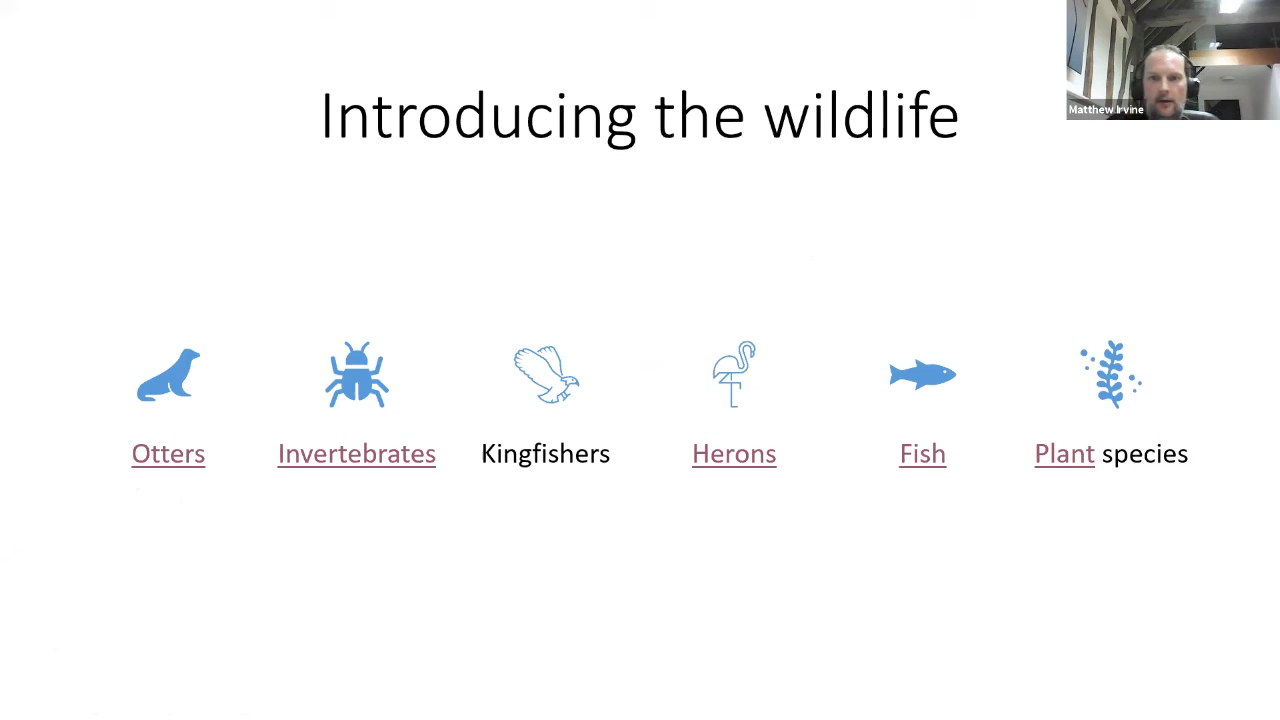 Introducing the wildlife
Matthew Irvine
Otters
Invertebrates
Kingfishers
Herons
Fish
Plant species